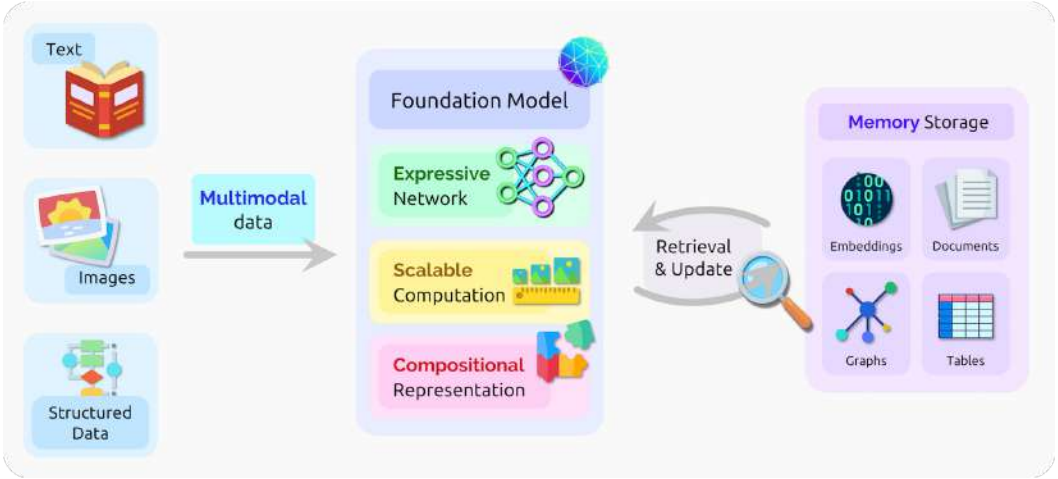 Text
Images
Structured
Data
Multimodal
data
Foundation Model
Expressive
Network
Scalable
Computation
Compositional
Representation
Retrieval
& Update
Memory Storage
Embeddings
Documents
Graphs
Tables